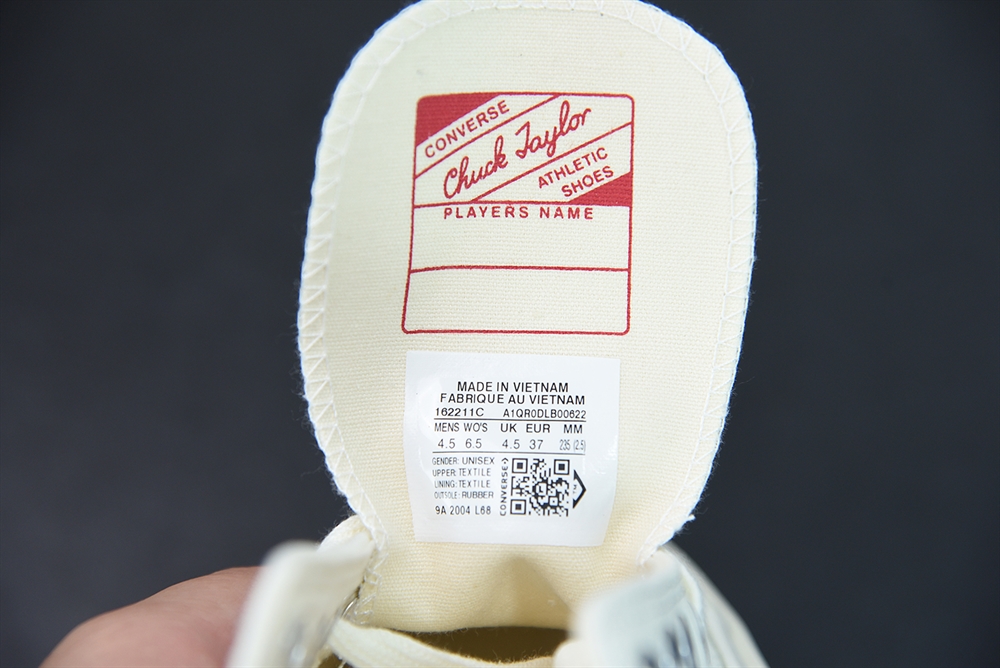 CONVERSE
Chuck Taylor
ATHLETIC
SHOES
PLAYERS NAME
MADE IN VIETNAM
FABRIQUE AU VIETNAM
162211C A1QR0DLB00622
MENS WO'S UK EUR MM
4.5 6.5 4.5 37 235 (2.5)
GENDER: UNISEX
UPPER: TEXTILE
LINING: TEXTILE
OUTSOLE: RUBBER
9A 2004 L68
CONVERSE